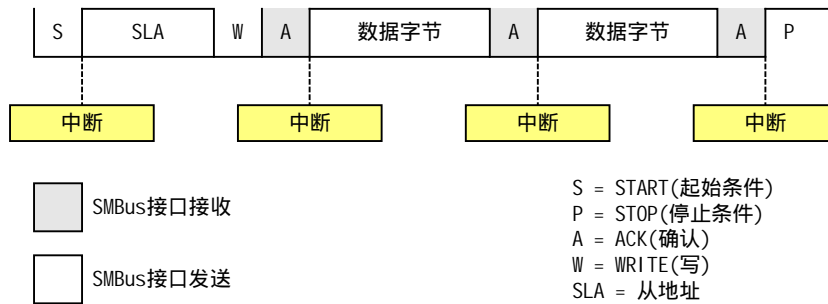 S SLA W A 数据字节 A 数据字节 A P
中断 中断 中断 中断
SMBus接口接收
SMBus接口发送
S = START(起始条件)
P = STOP(停止条件)
A = ACK(确认)
W = WRITE(写)
SLA = 从地址